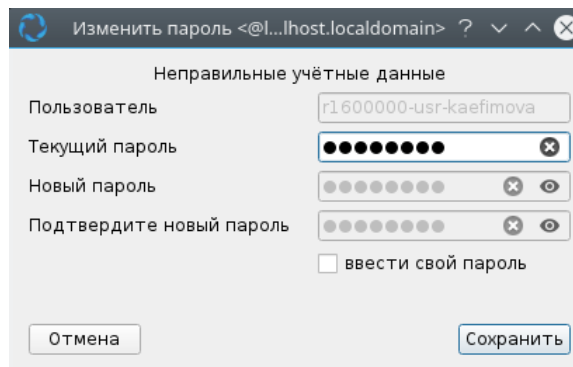 Изменить пароль <@l...lhost.localdomain>
Неправильные учётные данные
Пользователь r1600000-usr-kaefimova
Текущий пароль ●●●●●●●●
Новый пароль ●●●●●●●●
Подтвердите новый пароль ●●●●●●●●
ввести свой пароль
Отмена Сохранить